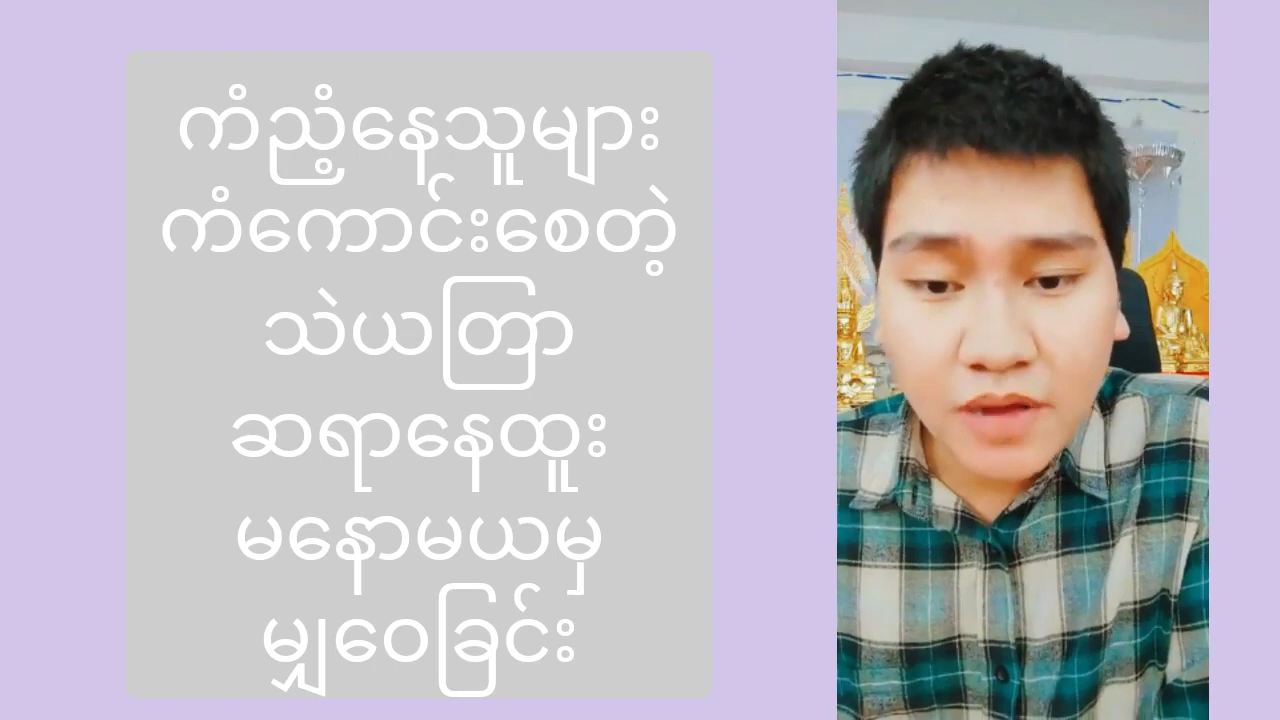 ကံညံ့နေသူများ
ကံကောင်းစေတဲ့
သဲယတြာ
ဆရာနေထူး
မနောမယမှ
မျှဝေခြင်း